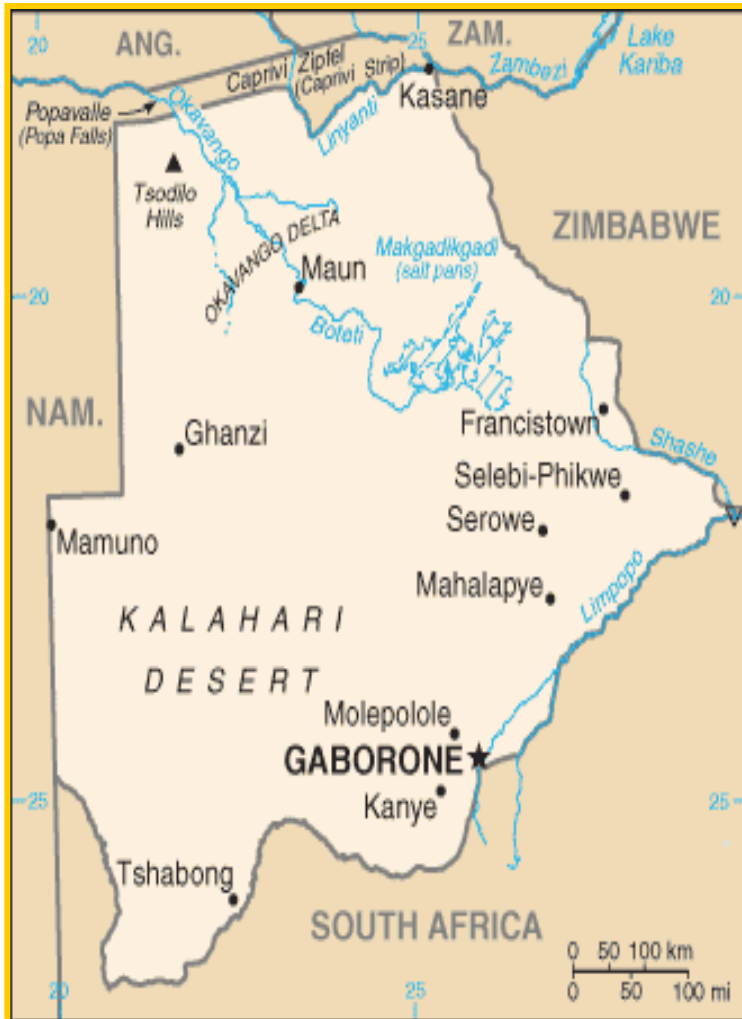 20
ANG.
25
ZAM.
Lake
Kariba
Zambezi
Caprivi Zipfel
(Caprivi Strip)
Kasane
Popavalle
(Popa Falls)
Okavango
Linyanti
Tsodilo
Hills
ZIMBABWE
OKAVANGO DELTA
Makgadikgadi
(salt pans)
Maun
20
20
Boteti
NAM.
Francistown
Ghanzi
Shashe
Selebi-Phikwe
Serowe
Mamuno
Mahalapye
Limpopo
KALAHARI
DESERT
Molepolole
GABORONE
25
Kanye
25
Tshabong
SOUTH AFRICA
0 50 100 km
0 50 100 mi
20
25